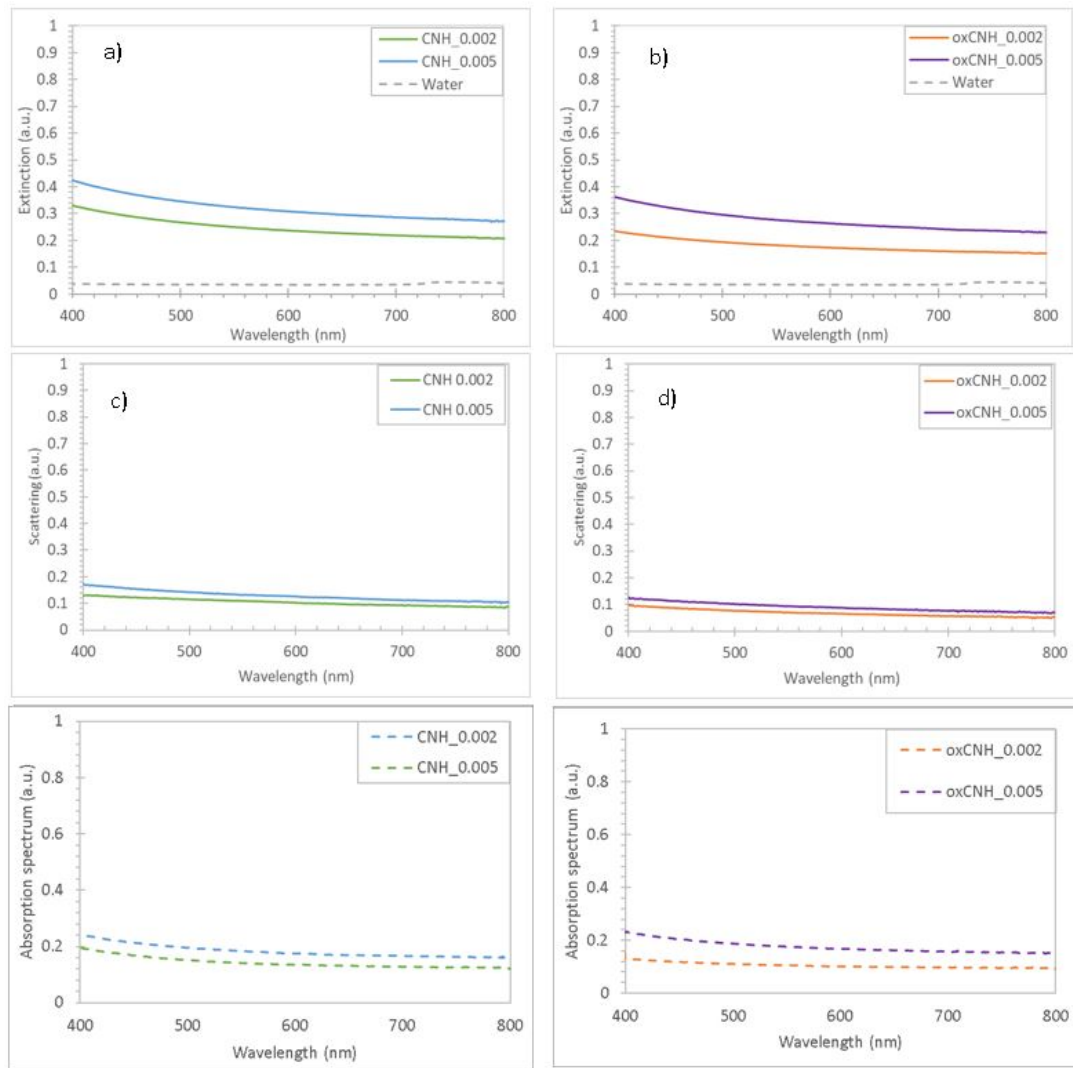 a)
CNH_0.002
CNH_0.005
Water
Extinction (a.u.)
1
0.9
0.8
0.7
0.6
0.5
0.4
0.3
0.2
0.1
0
400 500 600 700 800
Wavelength (nm)
b)
oxCNH_0.002
oxCNH_0.005
Water
Extinction (a.u.)
1
0.9
0.8
0.7
0.6
0.5
0.4
0.3
0.2
0.1
0
400 500 600 700 800
Wavelength (nm)
c)
CNH 0.002
CNH 0.005
Scattering (a.u.)
1
0.9
0.8
0.7
0.6
0.5
0.4
0.3
0.2
0.1
0
400 500 600 700 800
Wavelength (nm)
d)
oxCNH_0.002
oxCNH_0.005
Scattering (a.u.)
1
0.9
0.8
0.7
0.6
0.5
0.4
0.3
0.2
0.1
0
400 500 600 700 800
Wavelength (nm)
CNH_0.002
CNH_0.005
Absorption spectrum (a.u.)
1
0.8
0.6
0.4
0.2
0
400 500 600 700 800
Wavelength (nm)
oxCNH_0.002
oxCNH_0.005
Absorption spectrum (a.u.)
1
0.8
0.6
0.4
0.2
0
400 500 600 700 800
Wavelength (nm)